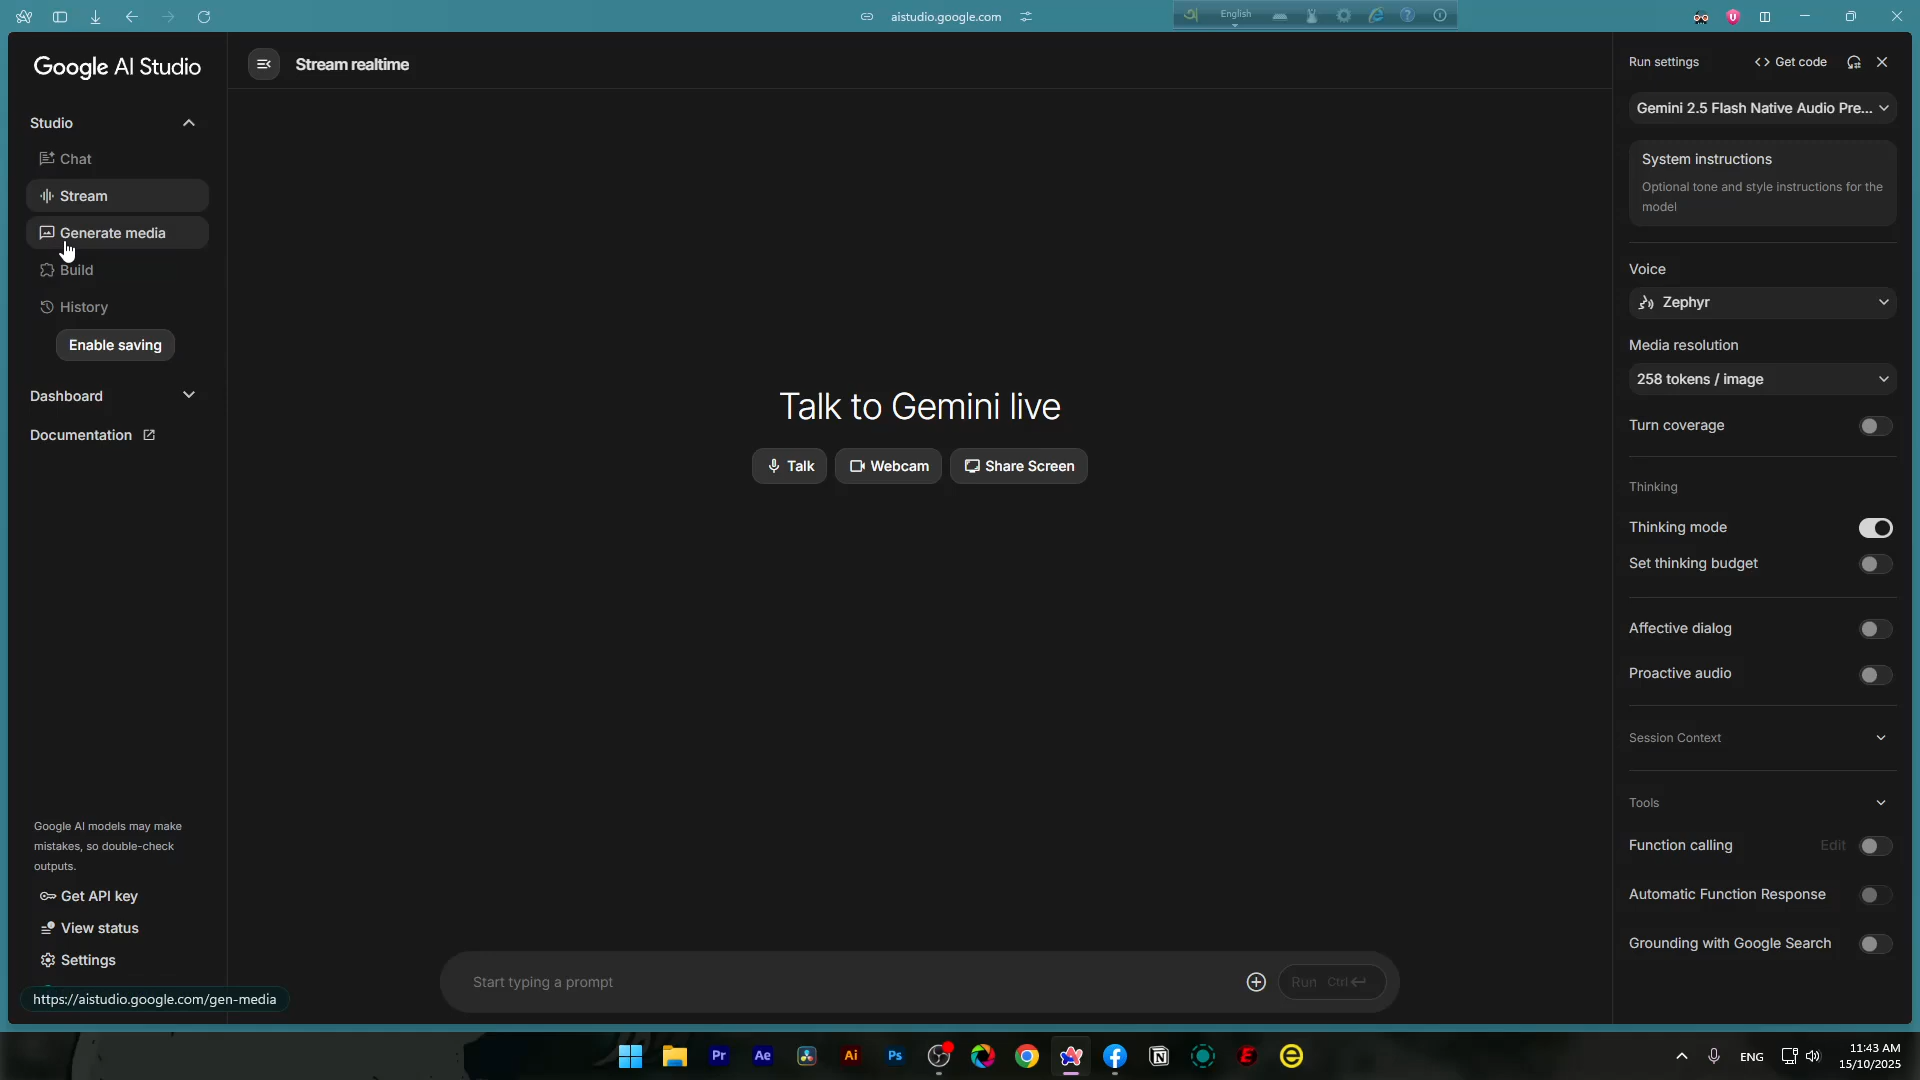 aistudio.google.com
English
Google AI Studio
Studio
Chat
Stream
Generate media
Build
History
Enable saving
Dashboard
Documentation
Google AI models may make
mistakes, so double-check
outputs.
Get API key
View status
Settings
https://aistudio.google.com/gen-media
Stream realtime
Talk to Gemini live
Talk
Webcam
Share Screen
Start typing a prompt
Run Ctrl
Run settings
Get code
Gemini 2.5 Flash Native Audio Pre...
System instructions
Optional tone and style instructions for the
model
Voice
Zephyr
Media resolution
258 tokens / image
Turn coverage
Thinking
Thinking mode
Set thinking budget
Affective dialog
Proactive audio
Session Context
Tools
Function calling
Edit
Automatic Function Response
Grounding with Google Search
Pr
Ae
Ai
Ps
ENG
11:43 AM
15/10/2025